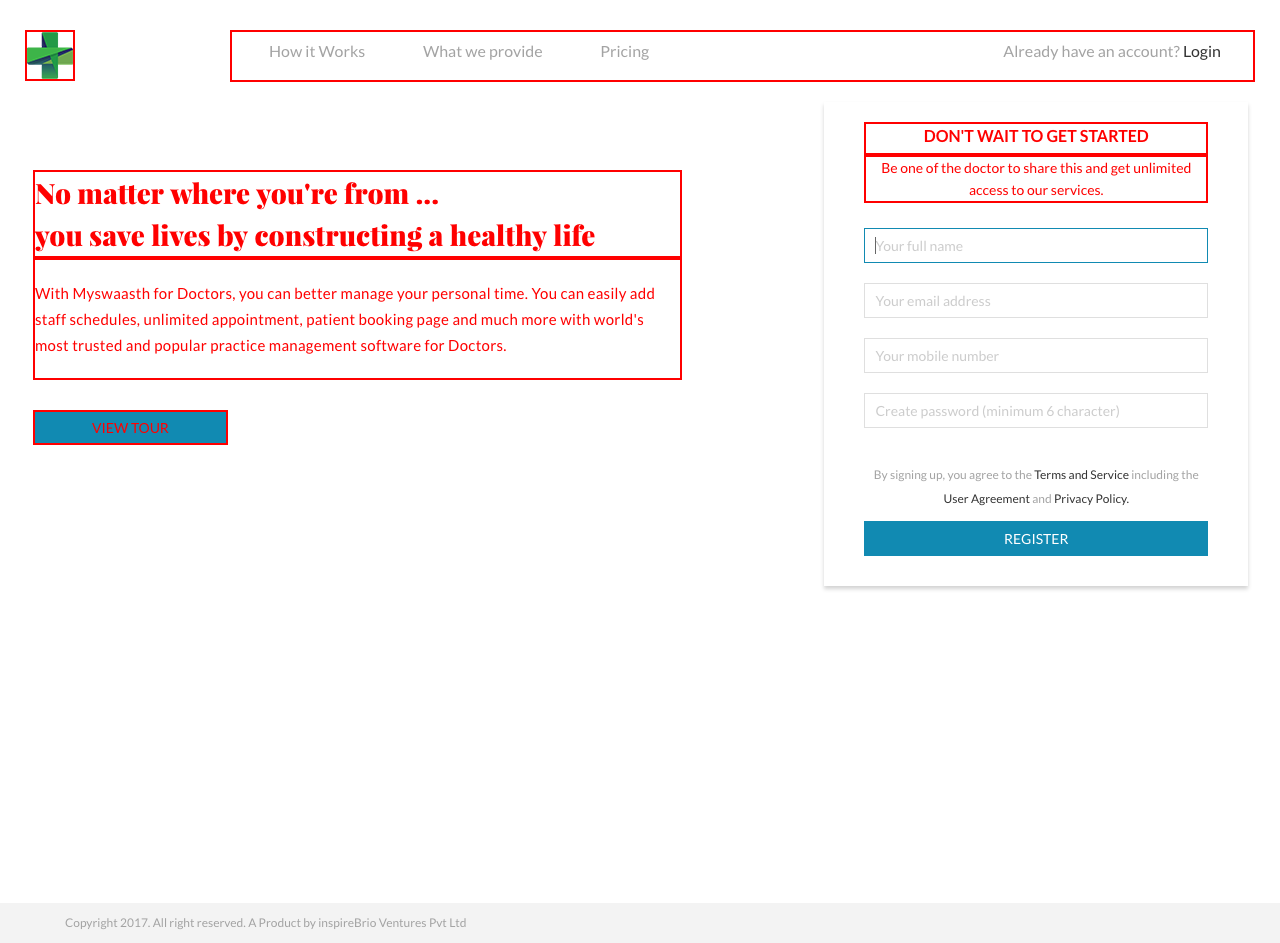 How it Works
What we provide
Pricing
Already have an account? Login
No matter where you're from ...
you save lives by constructing a healthy life
With Myswaasth for Doctors, you can better manage your personal time. You can easily add
staff schedules, unlimited appointment, patient booking page and much more with world's
most trusted and popular practice management software for Doctors.
VIEW TOUR
DON'T WAIT TO GET STARTED
Be one of the doctor to share this and get unlimited
access to our services.
Your full name
Your email address
Your mobile number
Create password (minimum 6 character)
By signing up, you agree to the Terms and Service including the
User Agreement and Privacy Policy.
REGISTER
Copyright 2017. All right reserved. A Product by inspireBrio Ventures Pvt Ltd